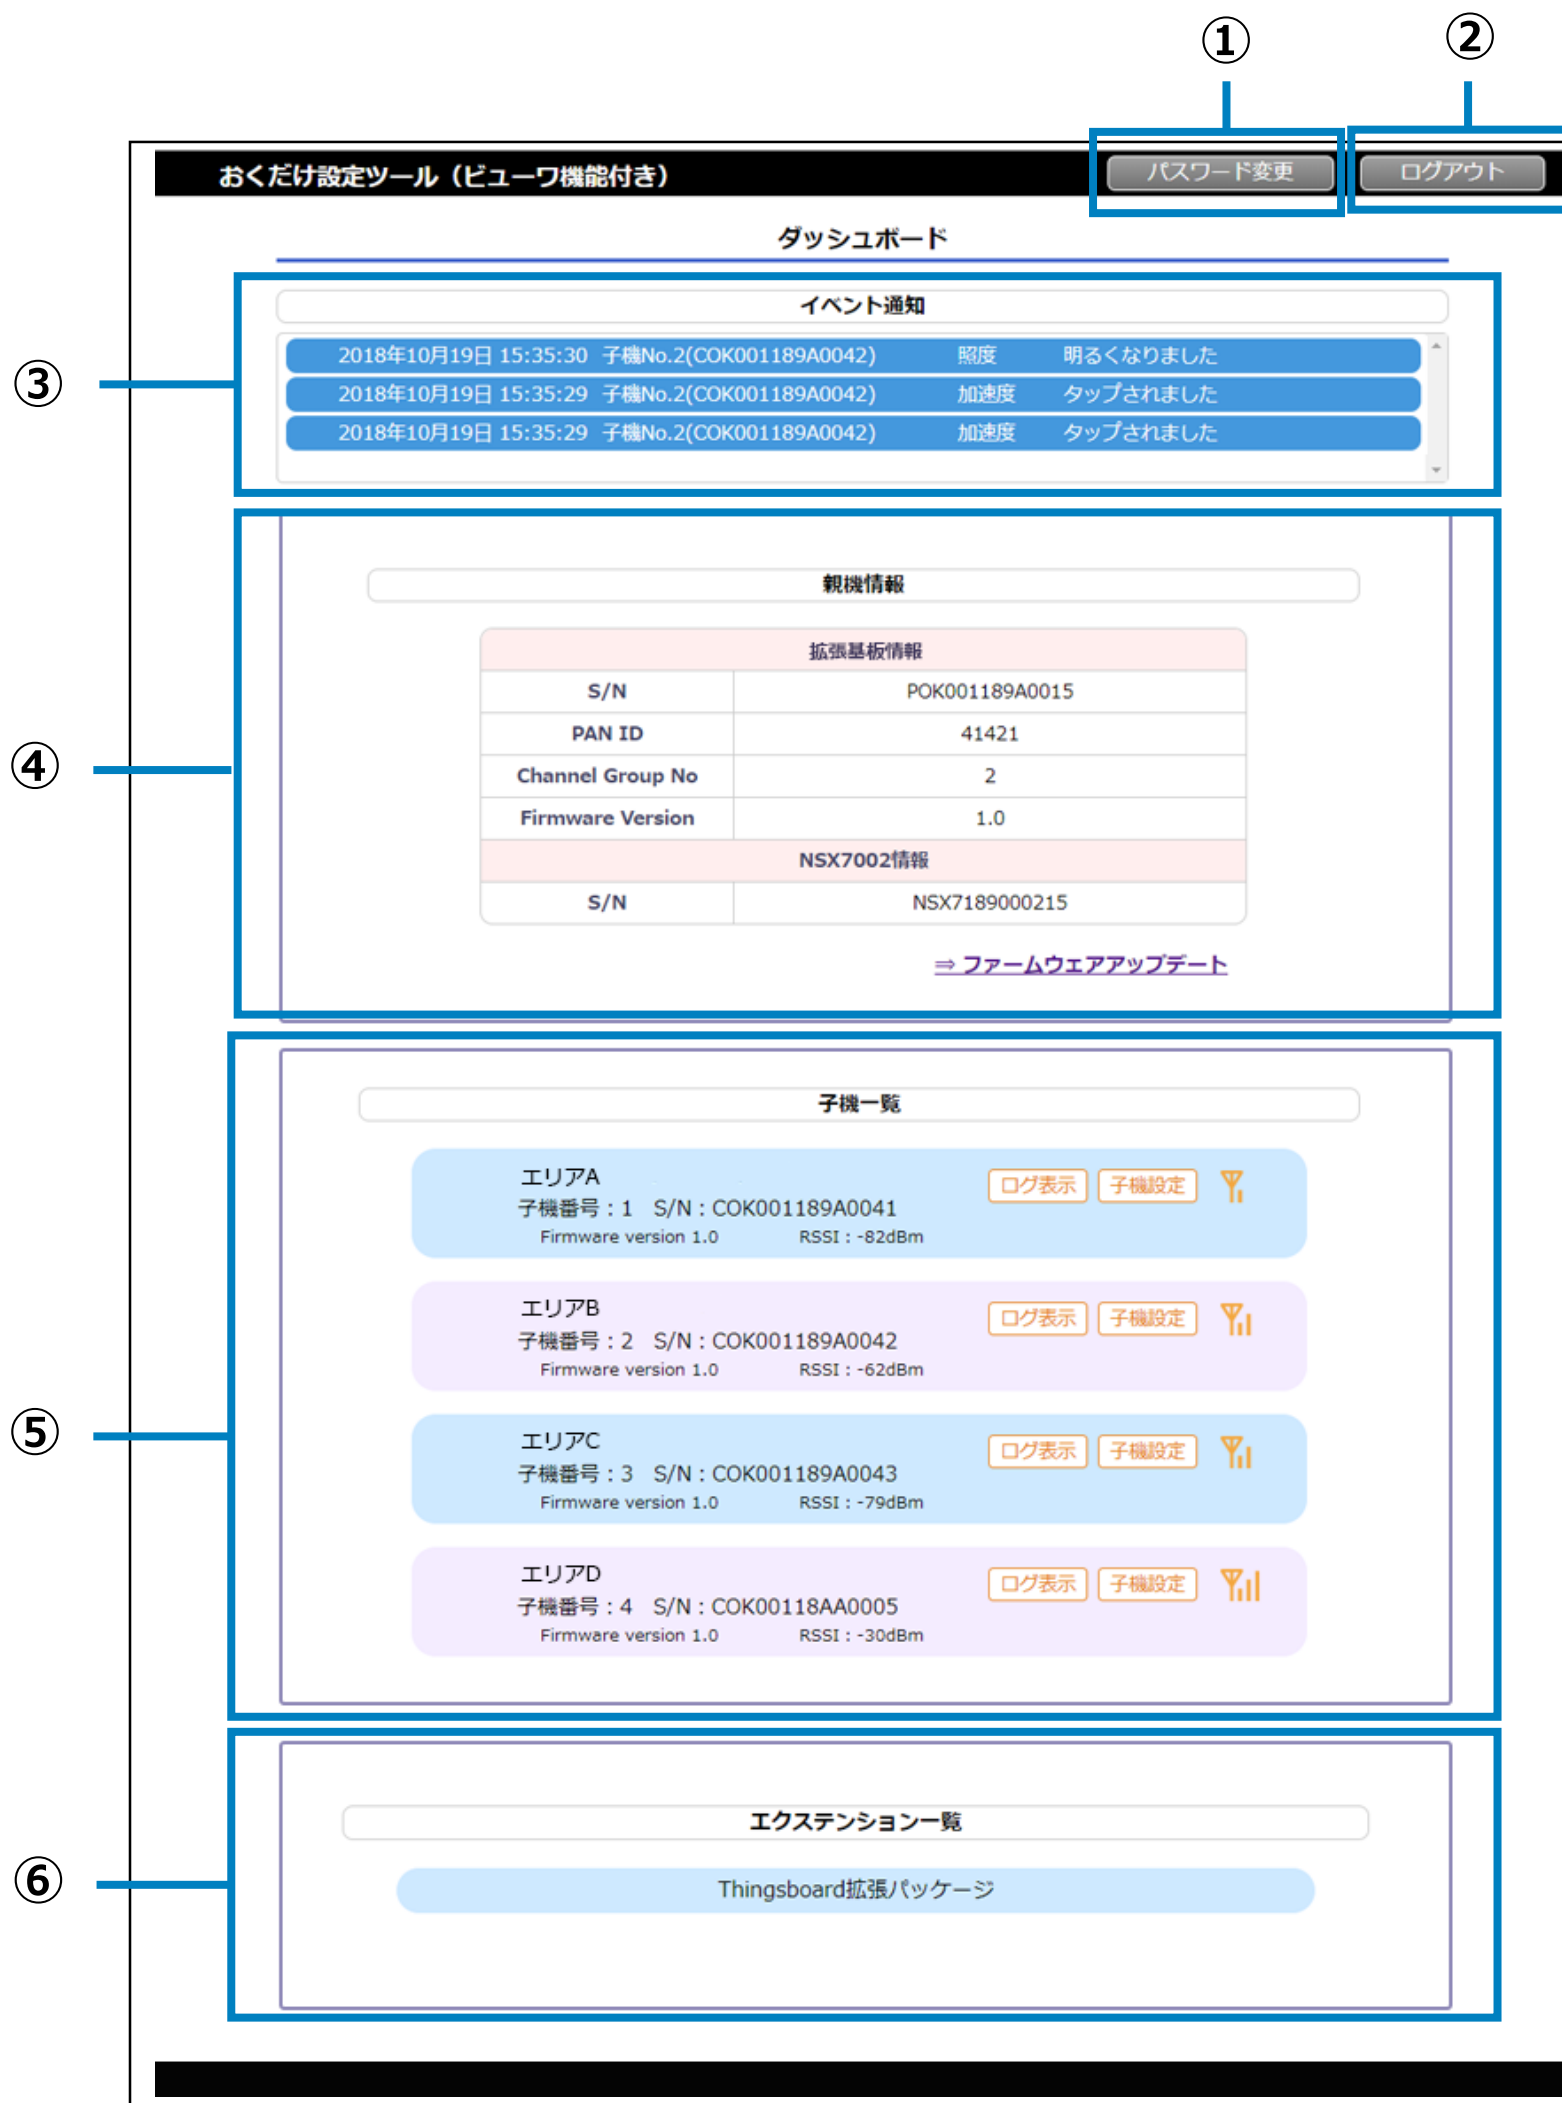 ① ②
おくだけ設定ツール（ビューワ機能付き） パスワード変更 ログアウト
ダッシュボード
イベント通知
③
2018年10月19日 15:35:30 子機No.2(COK001189A0042) 照度 明るくなりました
2018年10月19日 15:35:29 子機No.2(COK001189A0042) 加速度 タップされました
2018年10月19日 15:35:29 子機No.2(COK001189A0042) 加速度 タップされました
④
親機情報
拡張基板情報
S/N POK001189A0015
PAN ID 41421
Channel Group No 2
Firmware Version 1.0
NSX7002情報
S/N NSX7189000215
⇒ ファームウェアアップデート
⑤
子機一覧
エリアA ログ表示 子機設定
子機番号：1 S/N：COK001189A0041
Firmware version 1.0 RSSI：-82dBm
エリアB ログ表示 子機設定
子機番号：2 S/N：COK001189A0042
Firmware version 1.0 RSSI：-62dBm
エリアC ログ表示 子機設定
子機番号：3 S/N：COK001189A0043
Firmware version 1.0 RSSI：-79dBm
エリアD ログ表示 子機設定
子機番号：4 S/N：COK00118AA0005
Firmware version 1.0 RSSI：-30dBm
⑥
エクステンション一覧
Thingsboard拡張パッケージ